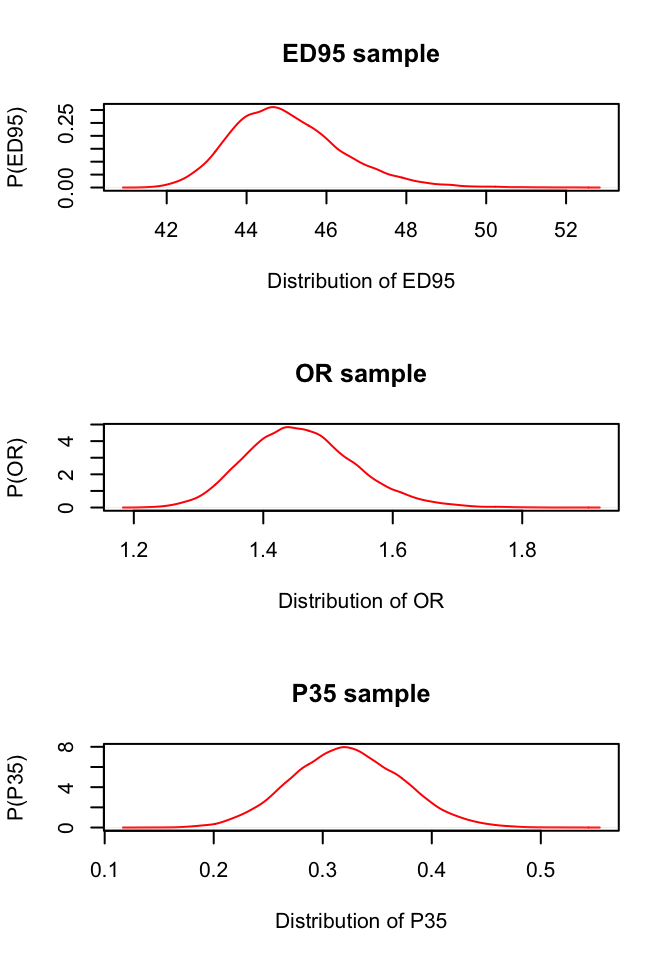 ED95 sample
P(ED95)
0.00 0.25
42 44 46 48 50 52
Distribution of ED95
OR sample
P(OR)
0 2 4
1.2 1.4 1.6 1.8
Distribution of OR
P35 sample
P(P35)
0 4 8
0.1 0.2 0.3 0.4 0.5
Distribution of P35